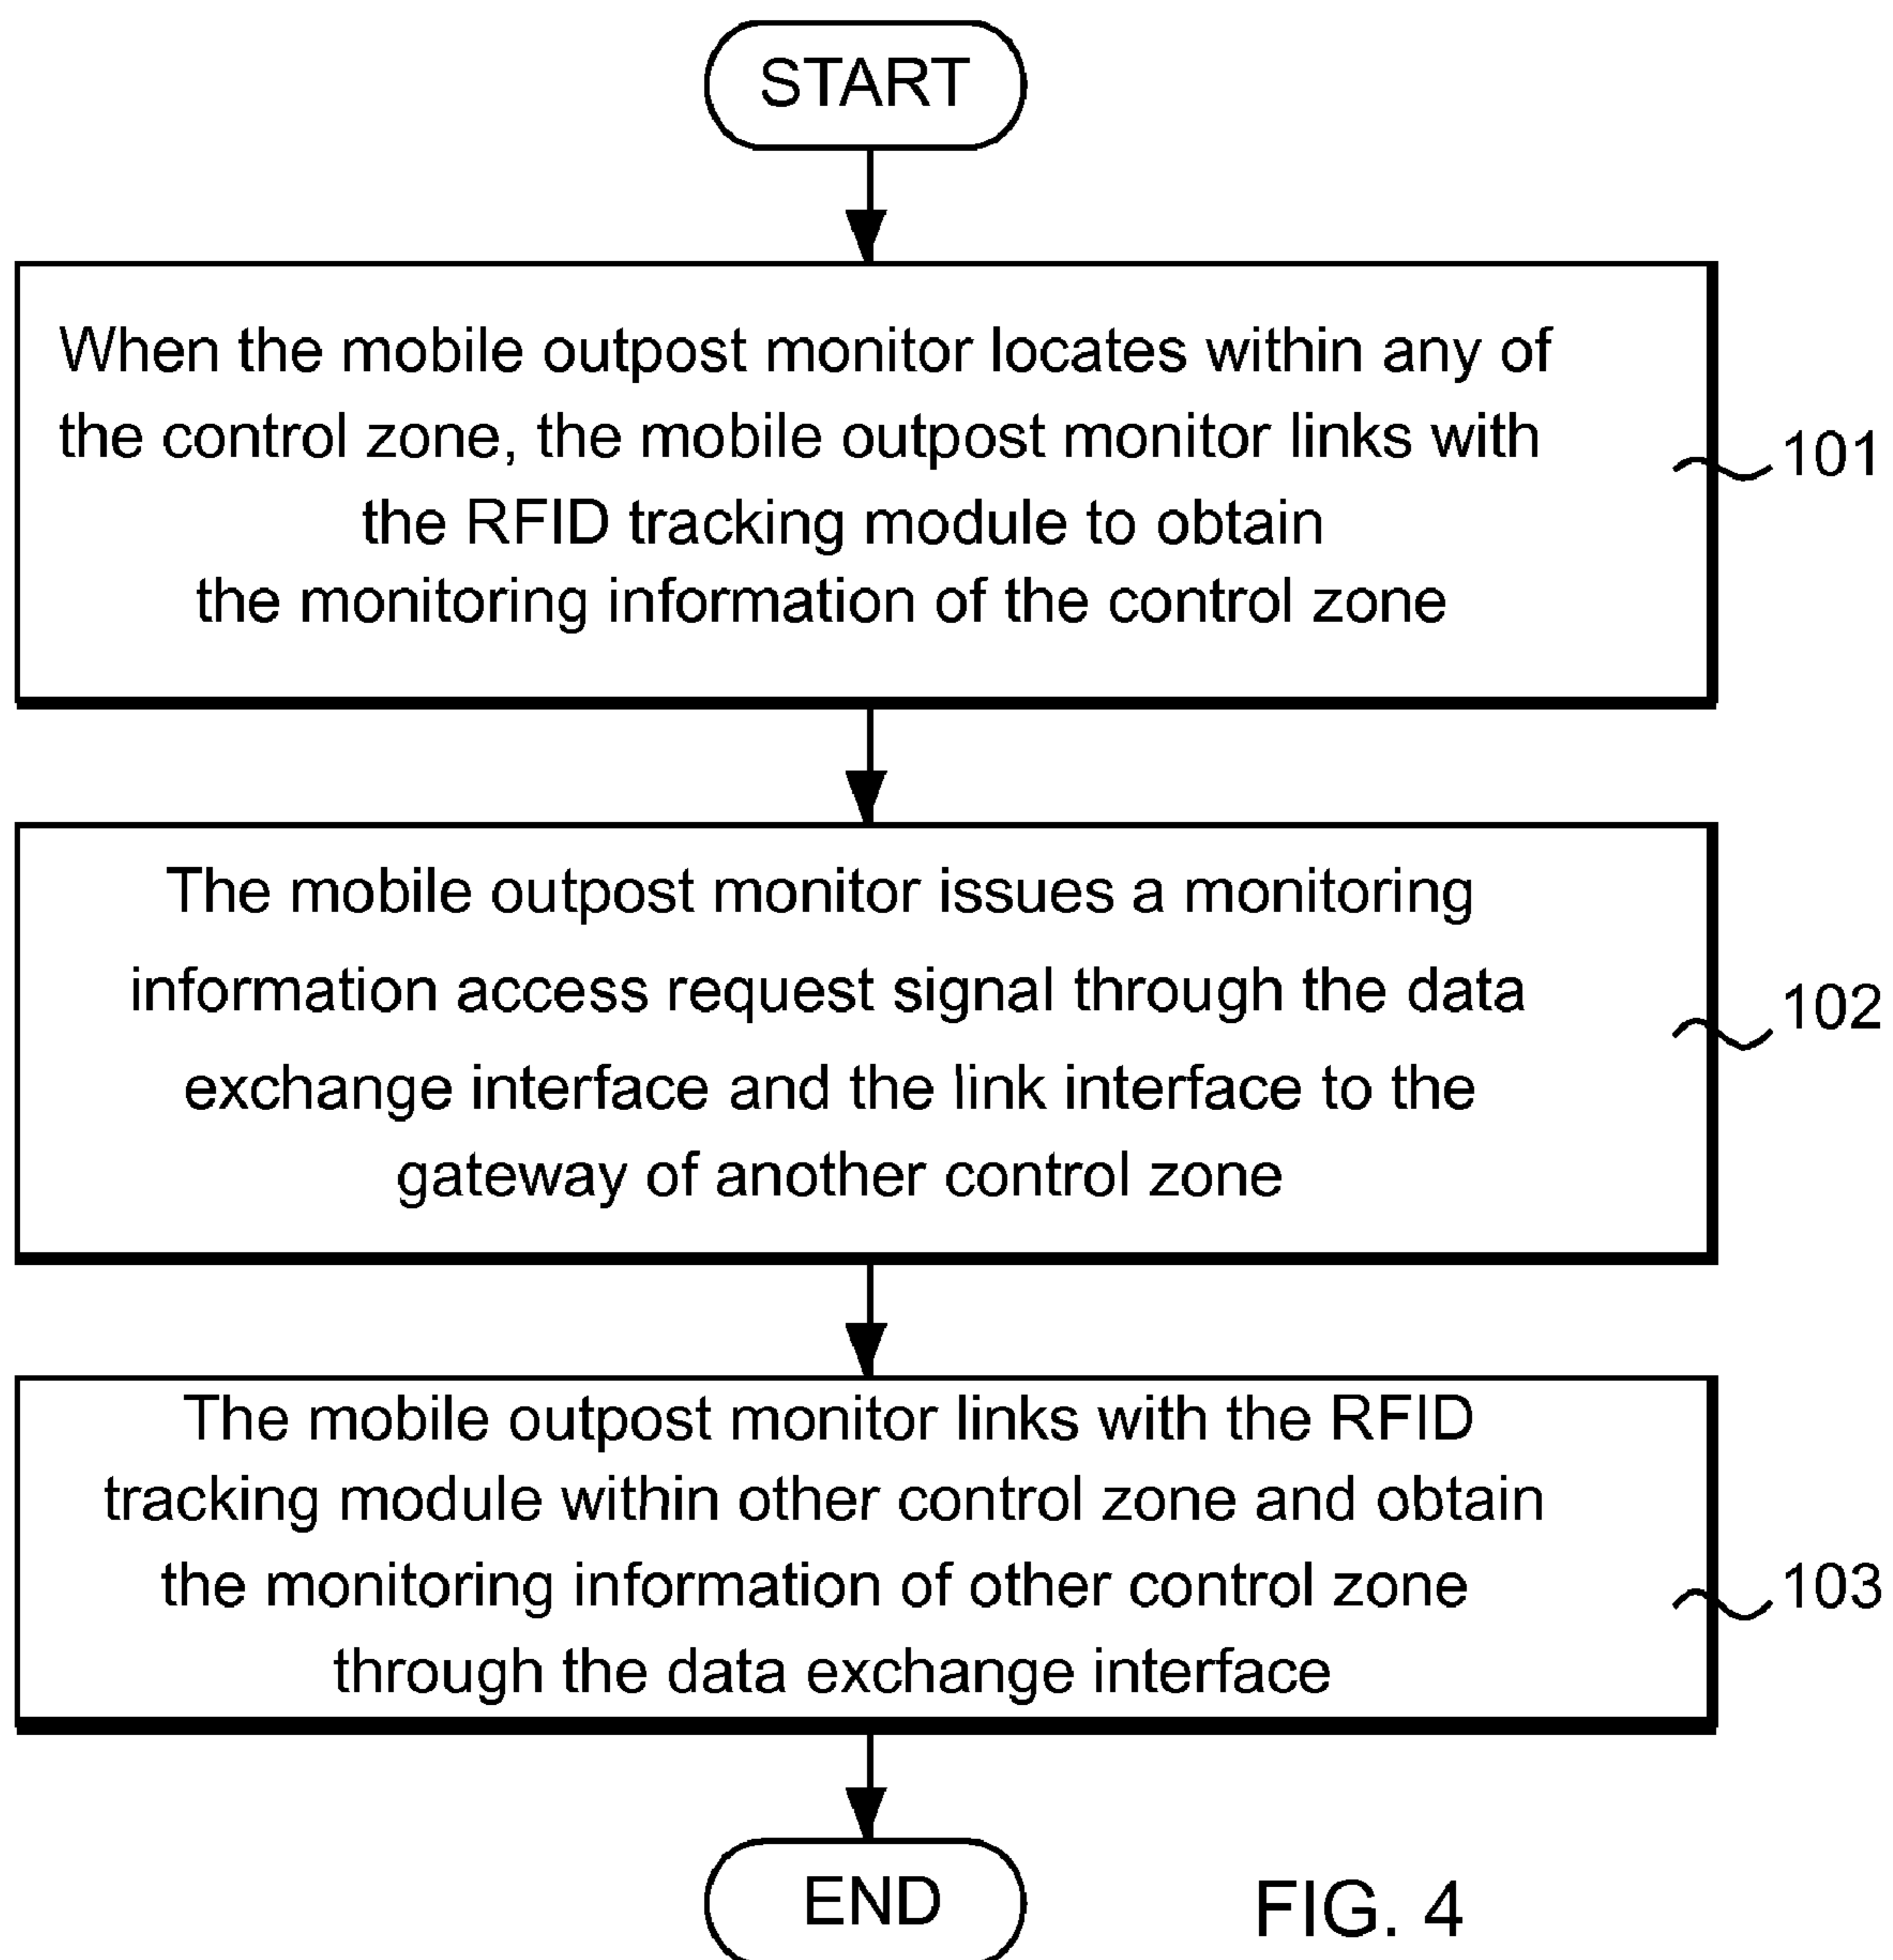 START
When the mobile outpost monitor locates within any of
the control zone, the mobile outpost monitor links with
the RFID tracking module to obtain
the monitoring information of the control zone
101
The mobile outpost monitor issues a monitoring
information access request signal through the data
exchange interface and the link interface to the
gateway of another control zone
102
The mobile outpost monitor links with the RFID
tracking module within other control zone and obtain
the monitoring information of other control zone
through the data exchange interface
103
END
FIG. 4